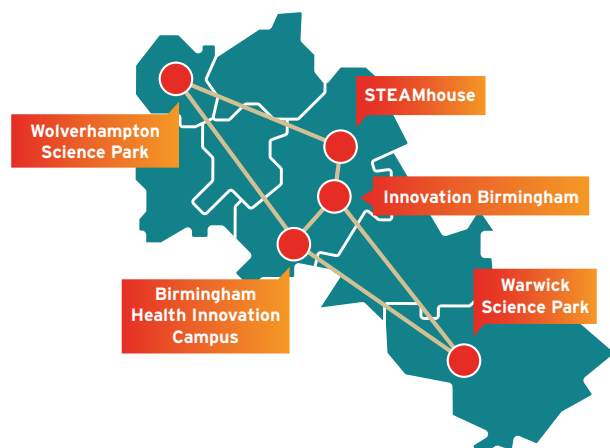 STEAMhouse
Wolverhampton
Science Park
Innovation Birmingham
Birmingham
Health Innovation
Campus
Warwick
Science Park